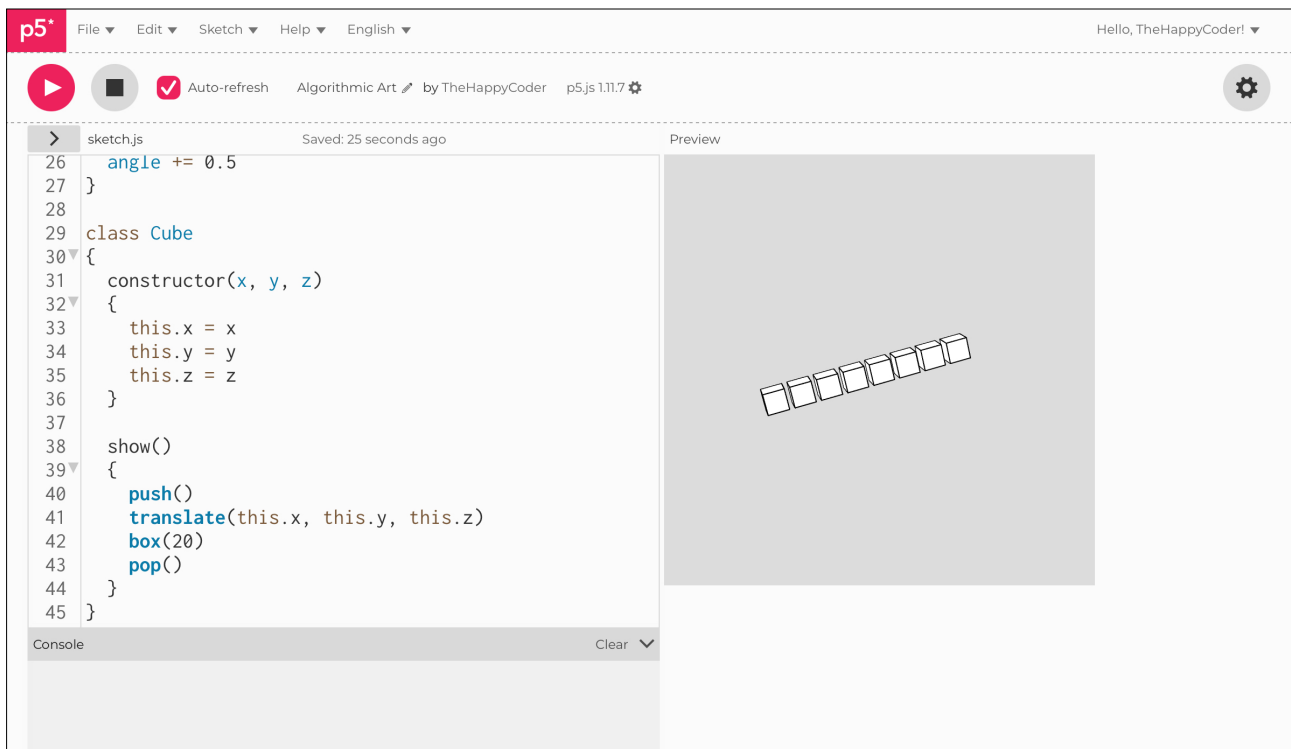 p5* File Edit Sketch Help English Hello, TheHappyCoder!
Auto-refresh Algorithmic Art by TheHappyCoder p5.js 1.11.7
sketch.js Saved: 25 seconds ago Preview
26 angle += 0.5
27 }
28
29 class Cube
30 {
31 constructor(x, y, z)
32 {
33 this.x = x
34 this.y = y
35 this.z = z
36 }
37
38 show()
39 {
40 push()
41 translate(this.x, this.y, this.z)
42 box(20)
43 pop()
44 }
45 }
Console Clear